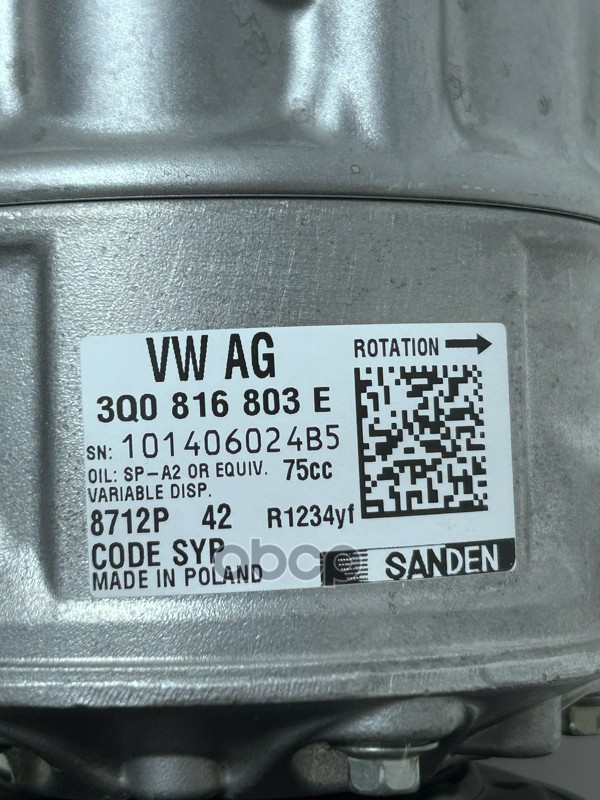 VW AG
ROTATION
3Q0 816 803 E
SN: 101406024B5
OIL: SP-A2 OR EQUIV. 75cc
VARIABLE DISP.
8712P 42 R1234yf
CODE SYP
MADE IN POLAND
SANDEN
abcp